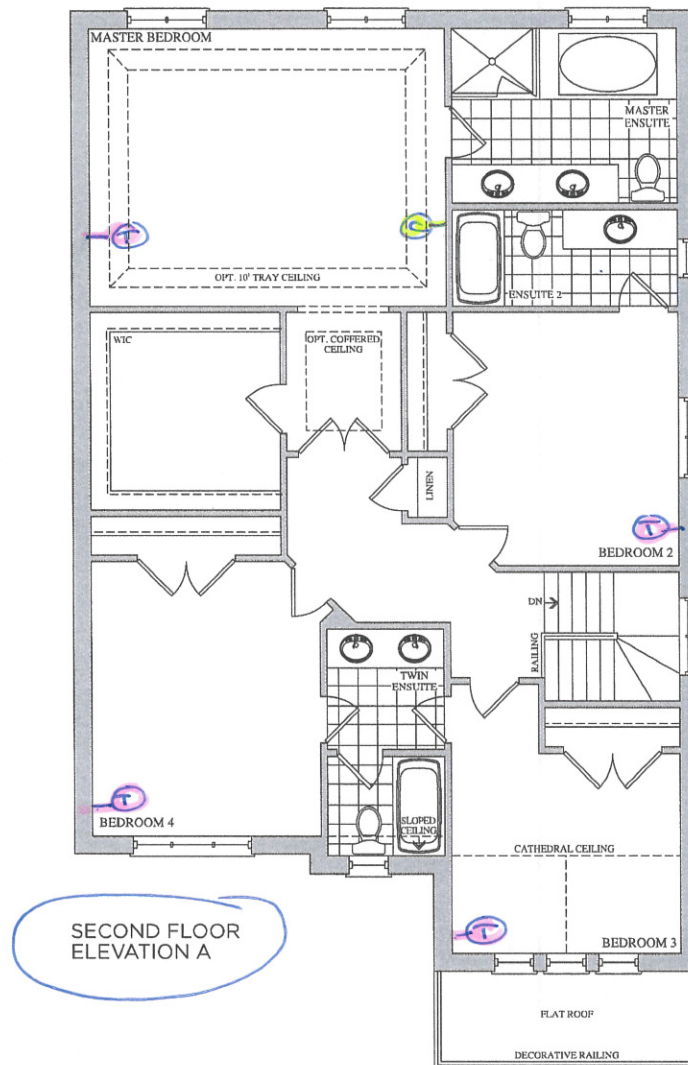 MASTER BEDROOM
MASTER
ENSUITE
T
C
OPT. 10' TRAY CEILING
ENSUITE 2
WIC
OPT. COFFERED
CEILING
LINEN
T
BEDROOM 2
DN
RAILING
TWIN
ENSUITE
T
BEDROOM 4
SLOPED
CEILING
CATHEDRAL CEILING
T
BEDROOM 3
SECOND FLOOR
ELEVATION A
FLAT ROOF
DECORATIVE RAILING